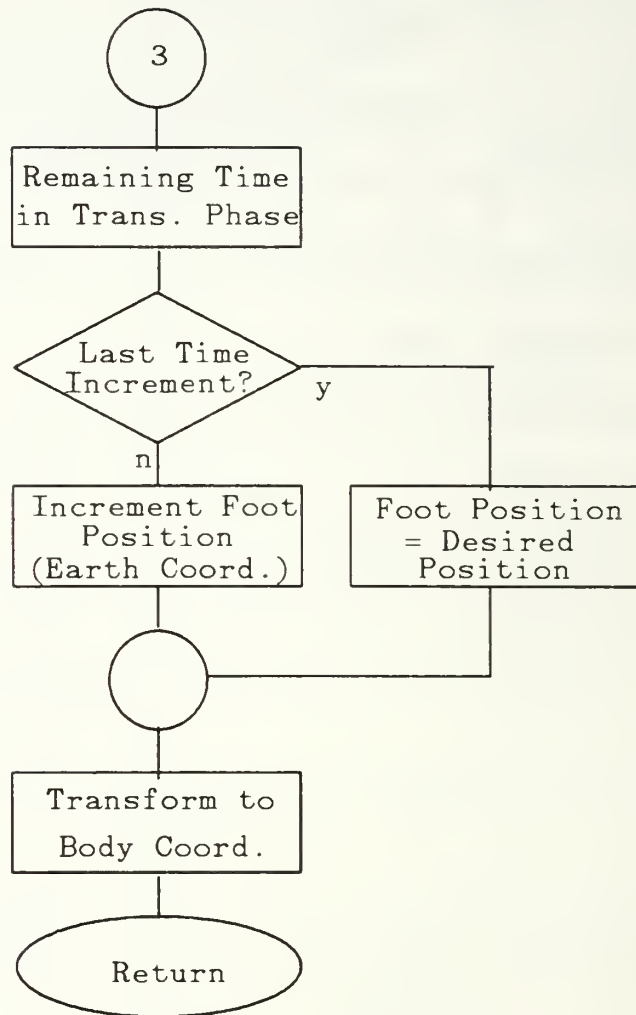 3
Remaining Time
in Trans. Phase
Last Time
Increment?
y
n
Increment Foot
Position
(Earth Coord.)
Foot Position
= Desired
Position
Transform to
Body Coord.
Return